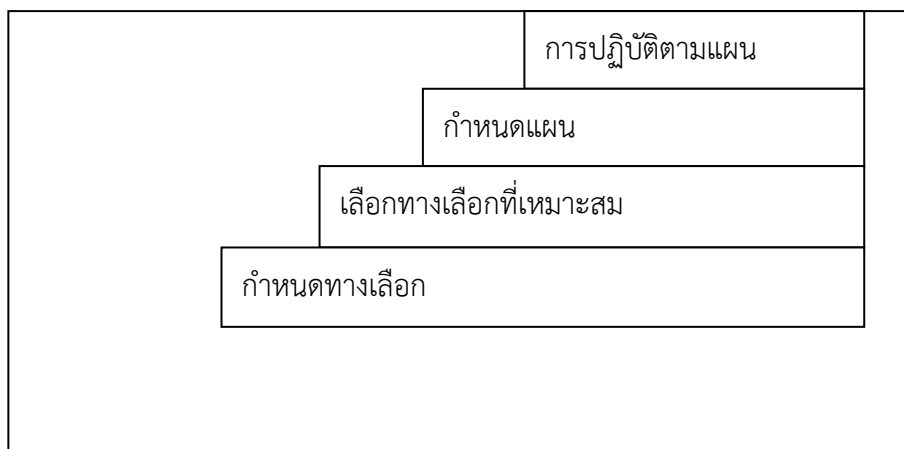 การปฏิบัติตามแผน
กำหนดแผน
เลือกทางเลือกที่เหมาะสม
กำหนดทางเลือก